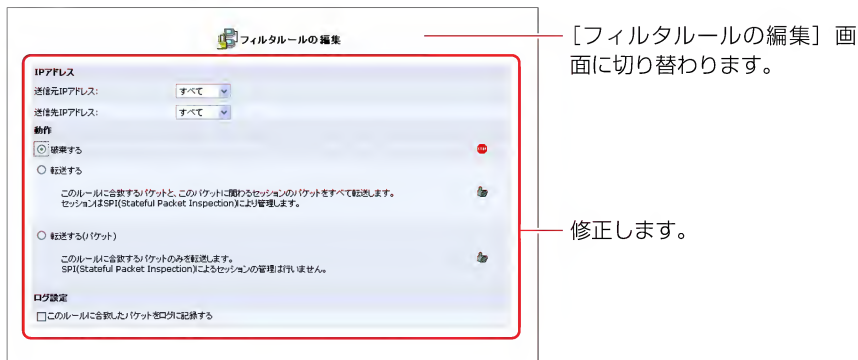 フィルタルールの編集
[フィルタルールの編集] 画
面に切り替わります。
IPアドレス
送信元IPアドレス:
すべて
送信先IPアドレス:
すべて
動作
破棄する
転送する
このルールに合致するパケットと、このパケットに関わるセッションのパケットをすべて転送します。
セッションはSPI(Stateful Packet Inspection)により管理します。
修正します。
転送する(パケット)
このルールに合致するパケットのみを転送します。
SPI(Stateful Packet Inspection)によるセッションの管理は行いません。
ログ設定
このルールに合致したパケットをログに記録する